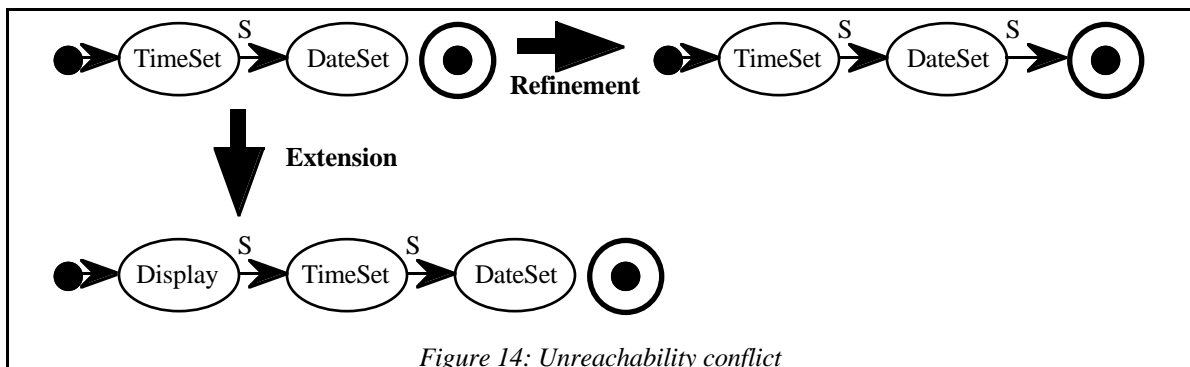 S S S
TimeSet DateSet TimeSet DateSet
Refinement
Extension
S S
Display TimeSet DateSet
Figure 14: Unreachability conflict